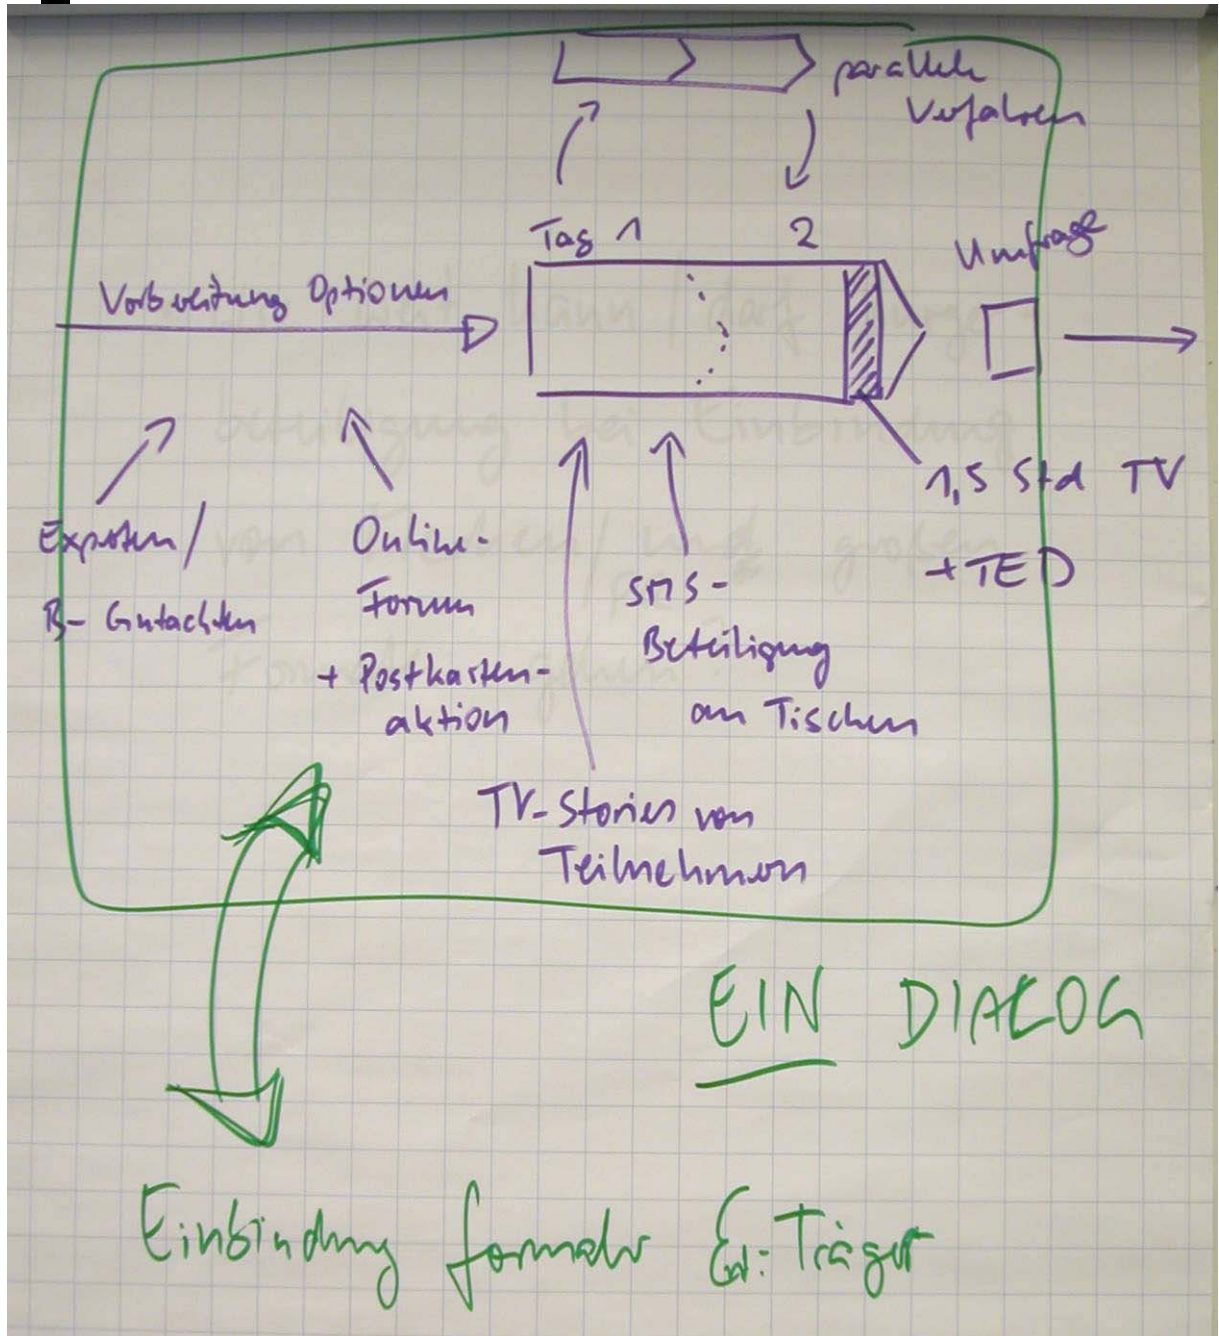 parallele
Verfahren
Tag 1 2
Umfrage
Vorbereitung Optionen
1,5 Std TV
+ TED
Experten/
B-Gutachten
Online-
Forum
+ Postkarten-
aktion
SMS-
Beteiligung
an Tischen
TV-Stories von
Teilnehmern
EIN DIALOG
Einbindung formaler Ent.-Träger